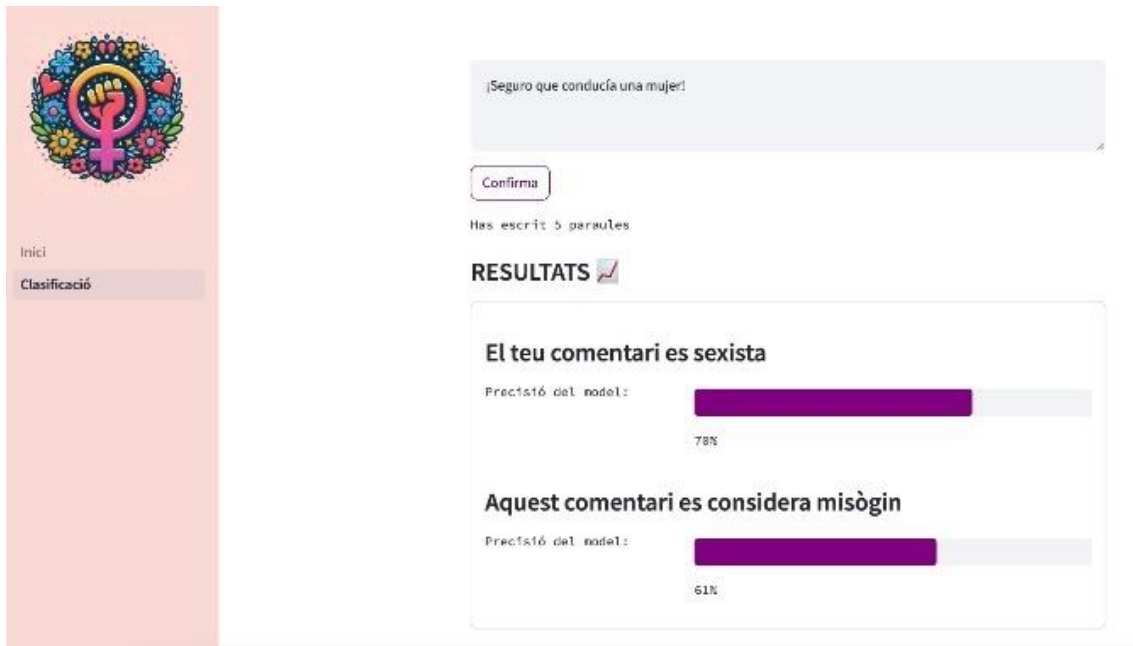 Inici
Clasificació
¡Seguro que conducía una mujer!
Confirma
Has escrit 5 paraules
RESULTATS
El teu comentari es sexista
Precisió del model:
70%
Aquest comentari es considera misògin
Precisió del model:
61%